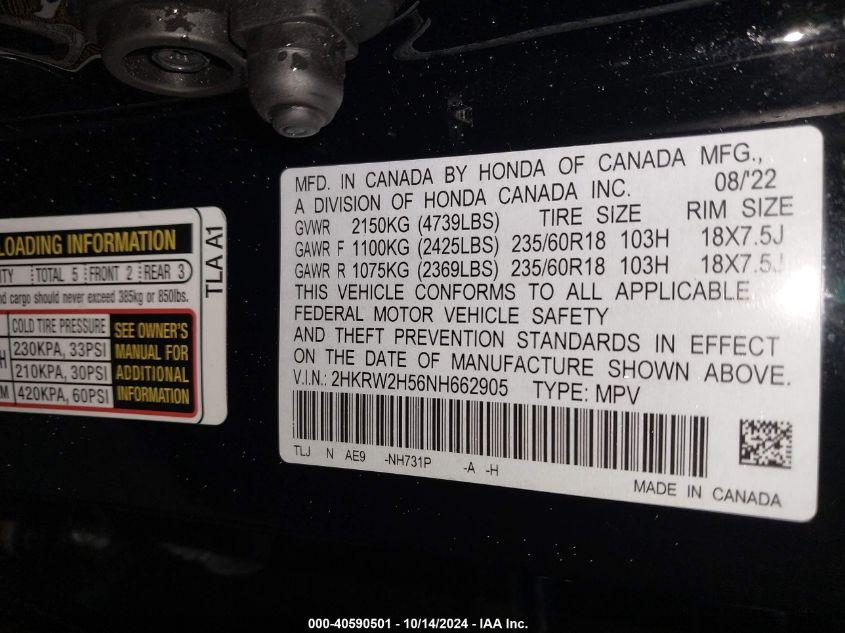 MFD. IN CANADA BY HONDA OF CANADA MFG.,
A DIVISION OF HONDA CANADA INC. 08/'22
GVWR 2150KG (4739LBS) TIRE SIZE RIM SIZE
GAWR F 1100KG (2425LBS) 235/60R18 103H 18X7.5J
GAWR R 1075KG (2369LBS) 235/60R18 103H 18X7.5J
THIS VEHICLE CONFORMS TO ALL APPLICABLE
FEDERAL MOTOR VEHICLE SAFETY
AND THEFT PREVENTION STANDARDS IN EFFECT
ON THE DATE OF MANUFACTURE SHOWN ABOVE.
V.I.N.: 2HKRW2H56NH662905 TYPE: MPV
TLJ N AE9 -NH731P -A -H
MADE IN CANADA
LOADING INFORMATION
TOTAL 5 FRONT 2 REAR 3
cargo should never exceed 385kg or 850lbs.
COLD TIRE PRESSURE
230KPA, 33PSI
210KPA, 30PSI
420KPA, 60PSI
SEE OWNER'S
MANUAL FOR
ADDITIONAL
INFORMATION
TLA A1
000-40590501 / 10/14/2024 - IAA Inc.